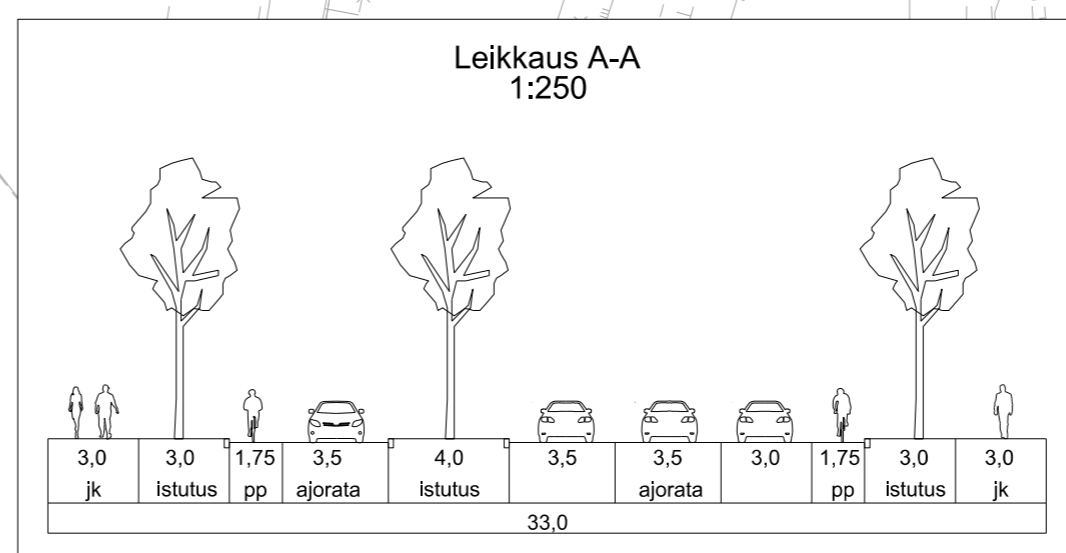 Leikkaus A-A
1:250
3,0 3,0 1,75 3,5 4,0 3,5 3,5 3,0 1,75 3,0 3,0
jk istutus pp ajorata istutus ajorata pp istutus jk
33,0